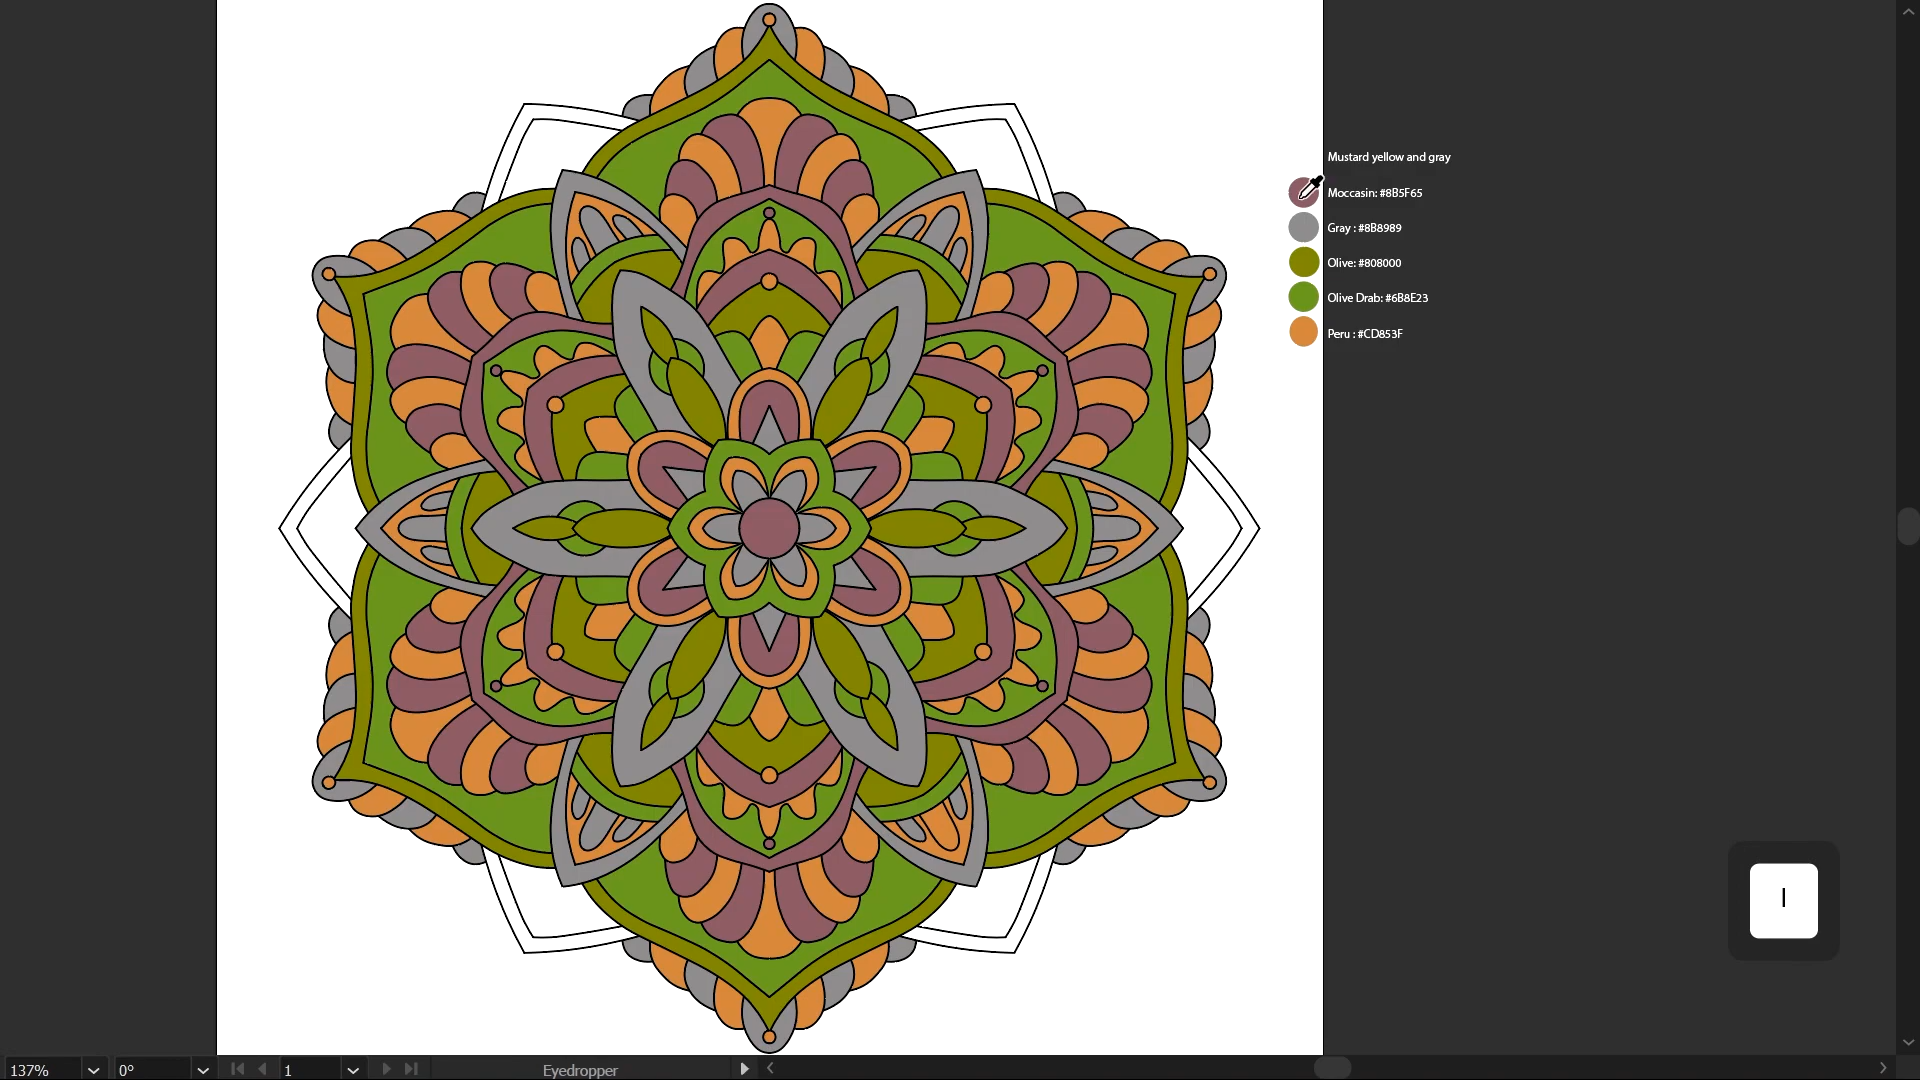 Mustard yellow and gray
Moccasin: #8B5F65
Gray : #8B8989
Olive: #808000
Olive Drab: #6B8E23
Peru : #CD853F
I
137%
0°
1
Eyedropper